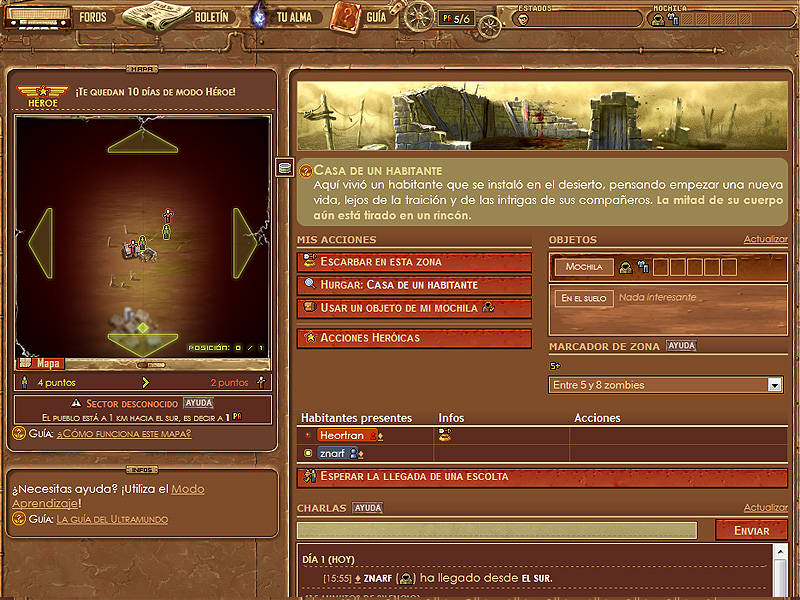 FOROS
BOLETÍN
TU ALMA
GUÍA
PA 5/6
ESTADOS
MOCHILA
MAPA
HÉROE
¡TE QUEDAN 10 DÍAS DE MODO HÉROE!
POSICIÓN: 0 / 1
Mapa
4 puntos
2 puntos
SECTOR DESCONOCIDO AYUDA
EL PUEBLO ESTÁ A 1 KM HACIA EL SUR, ES DECIR A 1 PA
GUÍA: ¿CÓMO FUNCIONA ESTE MAPA?
INFOS
¿Necesitas ayuda? ¡Utiliza el Modo
Aprendizaje!
GUÍA: LA GUÍA DEL ULTRAMUNDO
CASA DE UN HABITANTE
Aquí vivió un habitante que se instaló en el desierto, pensando empezar una nueva
vida, lejos de la traición y de las intrigas de sus compañeros. La mitad de su cuerpo
aún está tirado en un rincón.
MIS ACCIONES
ESCARBAR EN ESTA ZONA
HURGAR: CASA DE UN HABITANTE
USAR UN OBJETO DE MI MOCHILA
ACCIONES HERÓICAS
OBJETOS
Actualizar
MOCHILA
EN EL SUELO
Nada interesante
MARCADOR DE ZONA AYUDA
5+
Entre 5 y 8 zombies
Habitantes presentes Infos Acciones
Heortran
znarf
ESPERAR LA LLEGADA DE UNA ESCOLTA
CHARLAS AYUDA
Actualizar
ENVIAR
DÍA 1 (HOY)
[15:55] ZNARF ( ) ha llegado desde EL SUR.